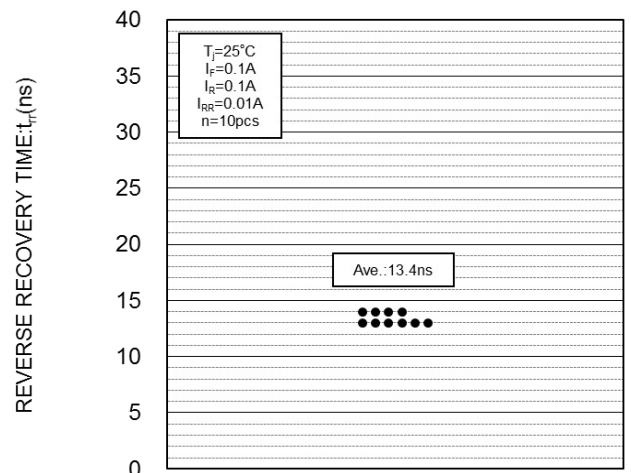 REVERSE RECOVERY TIME:trr(ns)
40
35
30
25
20
15
10
5
0
Tj=25°C
IF=0.1A
IR=0.1A
IRR=0.01A
n=10pcs
Ave.:13.4ns